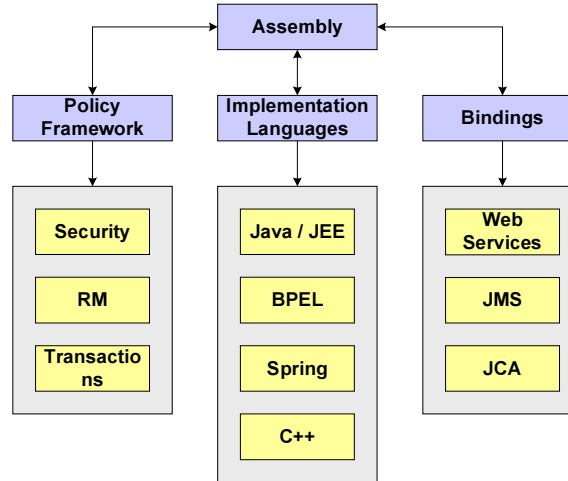 Assembly
Policy
Framework
Implementation
Languages
Bindings
Security
RM
Transactio
ns
Java / JEE
BPEL
Spring
C++
Web
Services
JMS
JCA